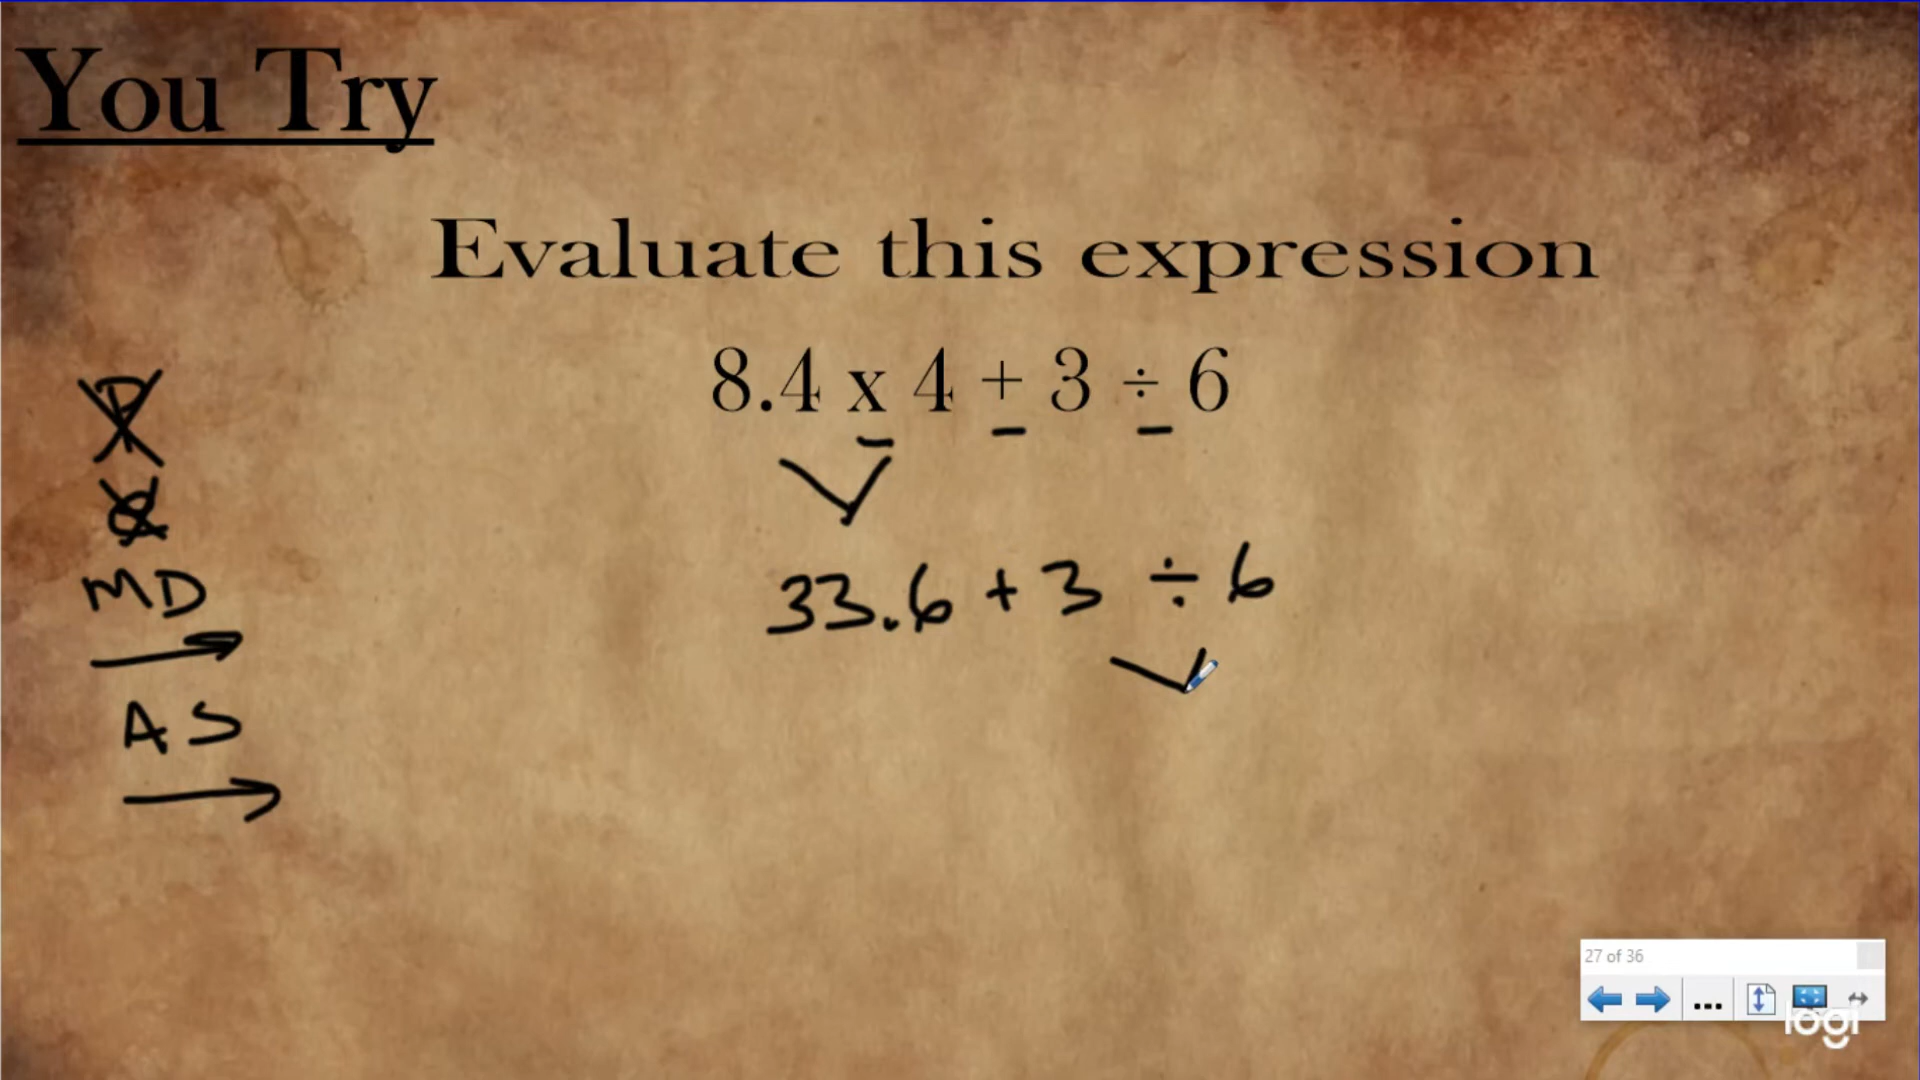 You Try
Evaluate this expression
8.4 x 4 + 3 ÷ 6
33.6 + 3 ÷ 6
P
MD
A S
27 of 36
...
logi